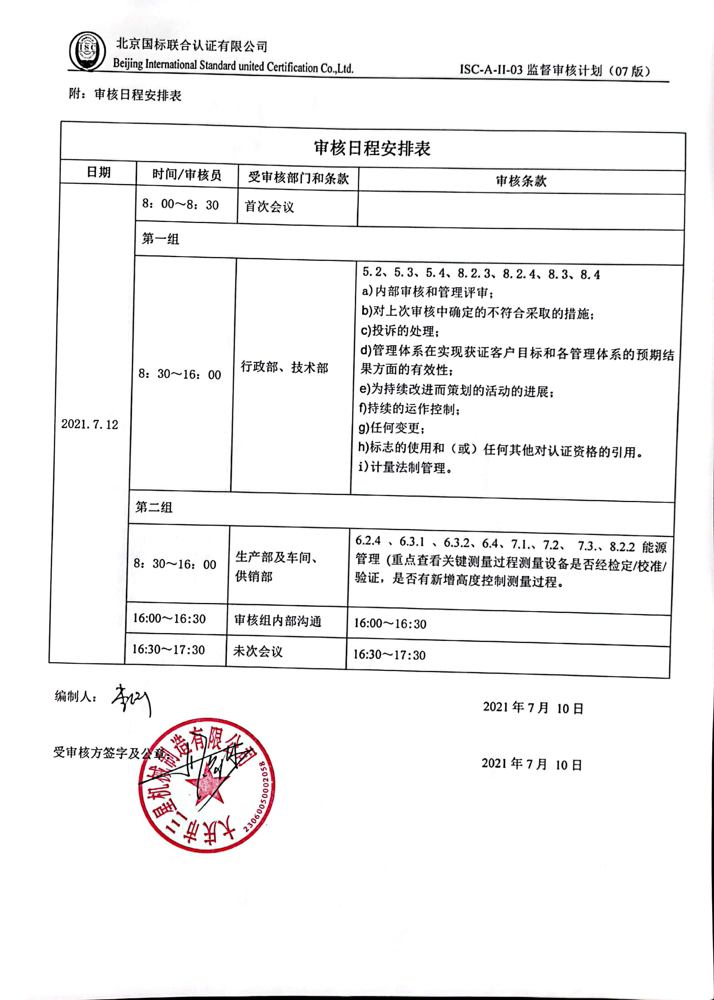 ISC
北京国标联合认证有限公司
Beijing International Standard united Certification Co.,Ltd.
ISC-A-II-03 监督审核计划（07 版）
附：审核日程安排表
审核日程安排表
日期 时间/审核员 受审核部门和条款 审核条款
8：00～8：30 首次会议
第一组
2021.7.12
8：30～16：00
行政部、技术部
5.2、5.3、5.4、8.2.3、8.2.4、8.3、8.4
a)内部审核和管理评审；
b)对上次审核中确定的不符合采取的措施；
c)投诉的处理；
d)管理体系在实现获证客户目标和各管理体系的预期结
果方面的有效性；
e)为持续改进而策划的活动的进展；
f)持续的运作控制；
g)任何变更；
h)标志的使用和（或）任何其他对认证资格的引用。
i)计量法制管理。
第二组
8：30～16：00
生产部及车间、
供销部
6.2.4 、6.3.1 、6.3.2、6.4、7.1.、7.2、 7.3.、8.2.2 能源
管理 (重点查看关键测量过程测量设备是否经检定/校准/
验证，是否有新增高度控制测量过程。
16:00～16:30 审核组内部沟通 16:00～16:30
16:30～17:30 未次会议 16:30～17:30
编制人：
2021 年 7 月 10 日
受审核方签字及公章：
2021 年 7 月 10 日
大庆市三星机械制造有限公司
23060050002058